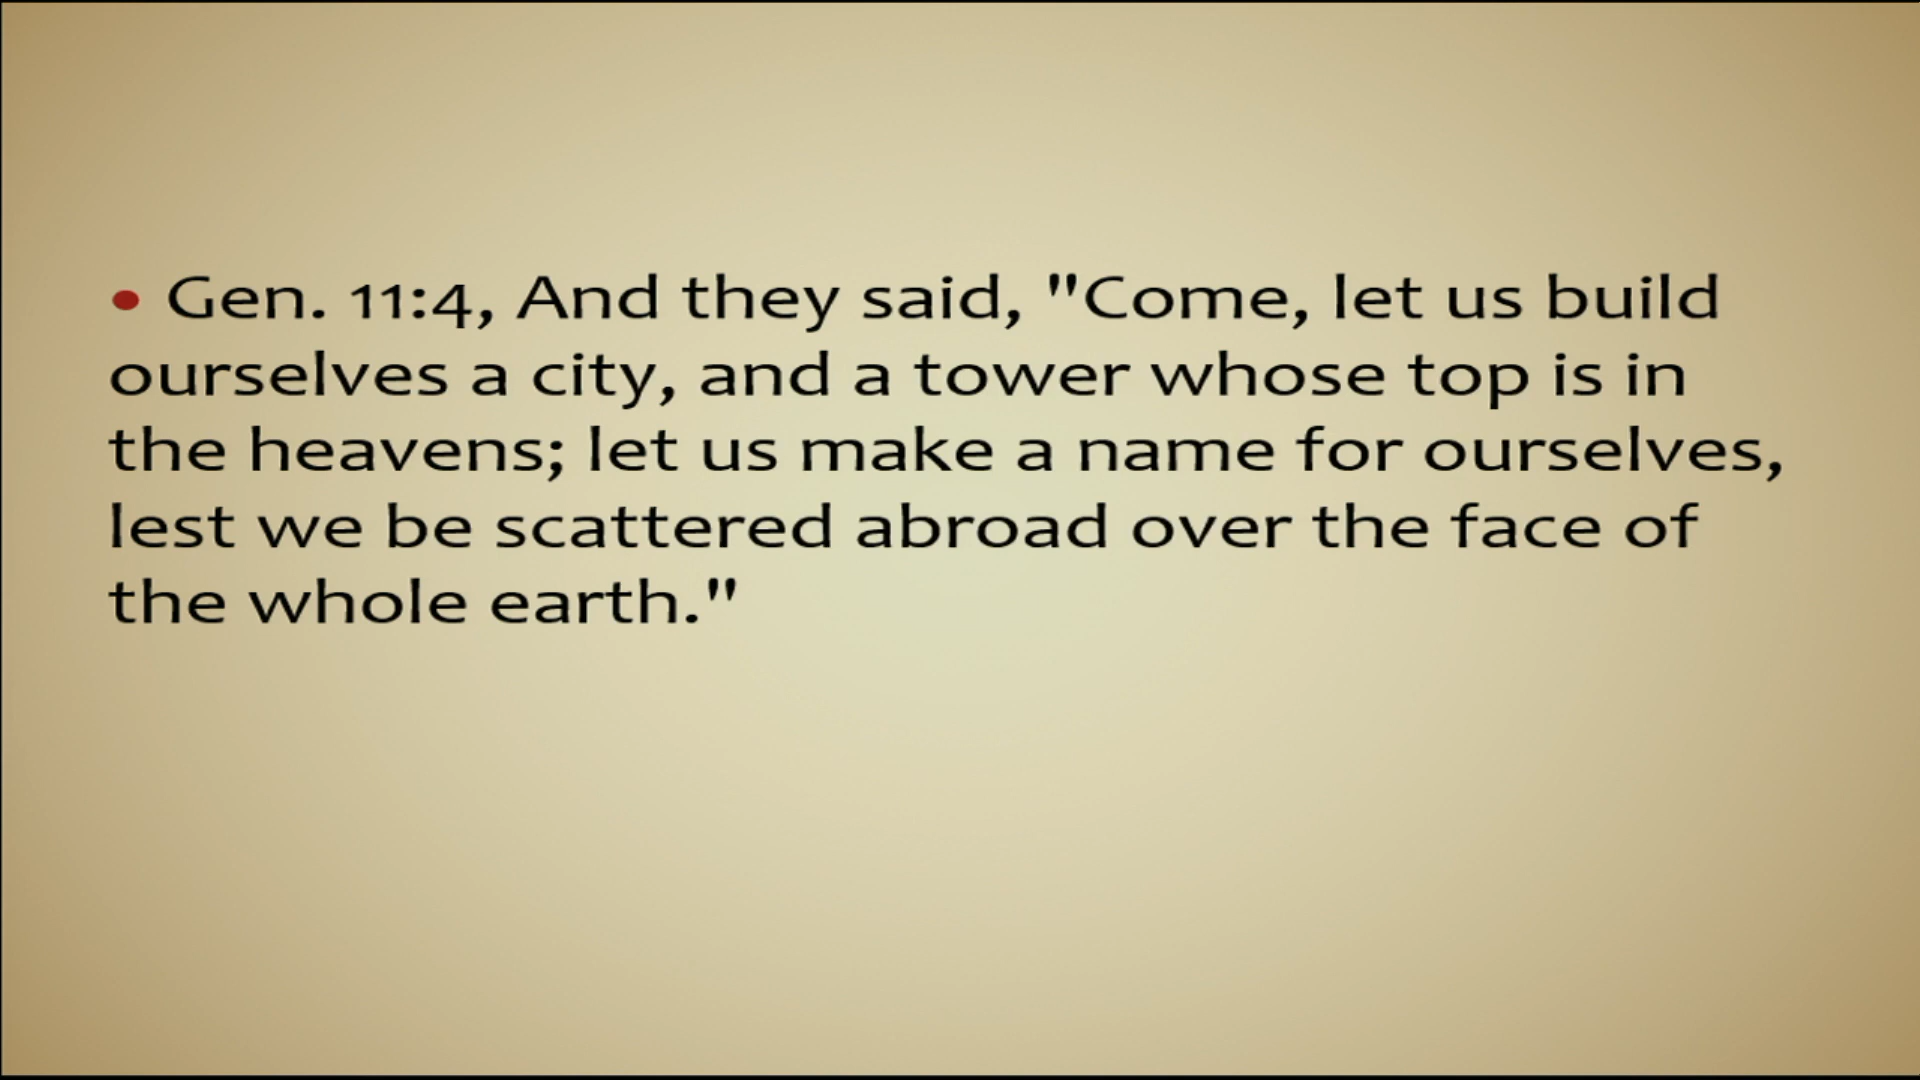 • Gen. 11:4, And they said, "Come, let us build
ourselves a city, and a tower whose top is in
the heavens; let us make a name for ourselves,
lest we be scattered abroad over the face of
the whole earth."